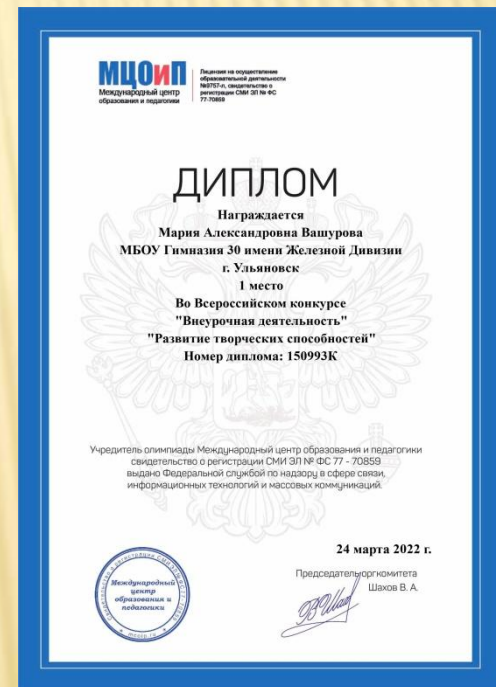 МЦОиП
Международный центр
образования и педагогики
Лицензия на осуществление
образовательной деятельности
№9757-л, свидетельство о
регистрации СМИ ЭЛ № ФС
77-70859
ДИПЛОМ
Награждается
Мария Александровна Вашурова
МБОУ Гимназия 30 имени Железной Дивизии
г. Ульяновск
1 место
Во Всероссийском конкурсе
"Внеурочная деятельность"
"Развитие творческих способностей"
Номер диплома: 150993К
Учредитель олимпиады Международный центр образования и педагогики
свидетельство о регистрации СМИ ЭЛ № ФС 77 - 70859
выдано Федеральной службой по надзору в сфере связи,
информационных технологий и массовых коммуникаций.
24 марта 2022 г.
Председатель оргкомитета
Шахов В. А.
Международный
центр
образования и
педагогики